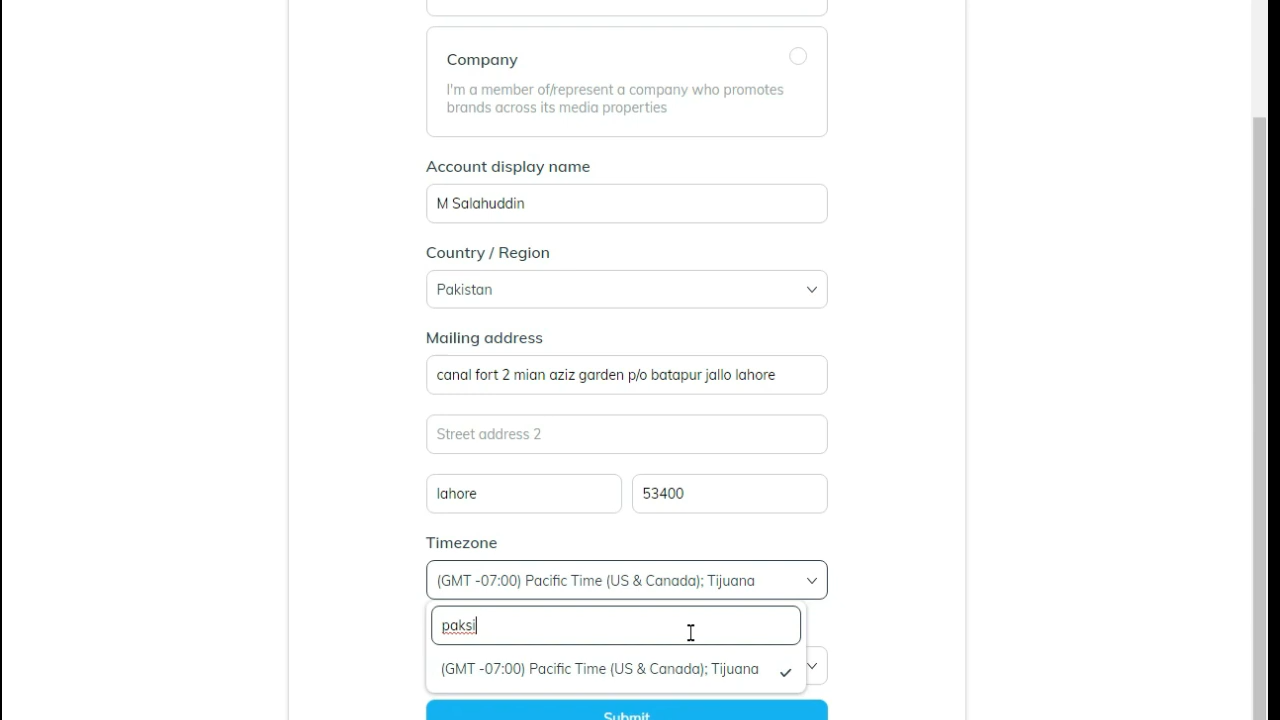 Company
I'm a member of/represent a company who promotes
brands across its media properties
Account display name
M Salahuddin
Country / Region
Pakistan
Mailing address
canal fort 2 mian aziz garden p/o batapur jallo lahore
Street address 2
lahore
53400
Timezone
(GMT -07:00) Pacific Time (US & Canada); Tijuana
paksi
(GMT -07:00) Pacific Time (US & Canada); Tijuana
Submit